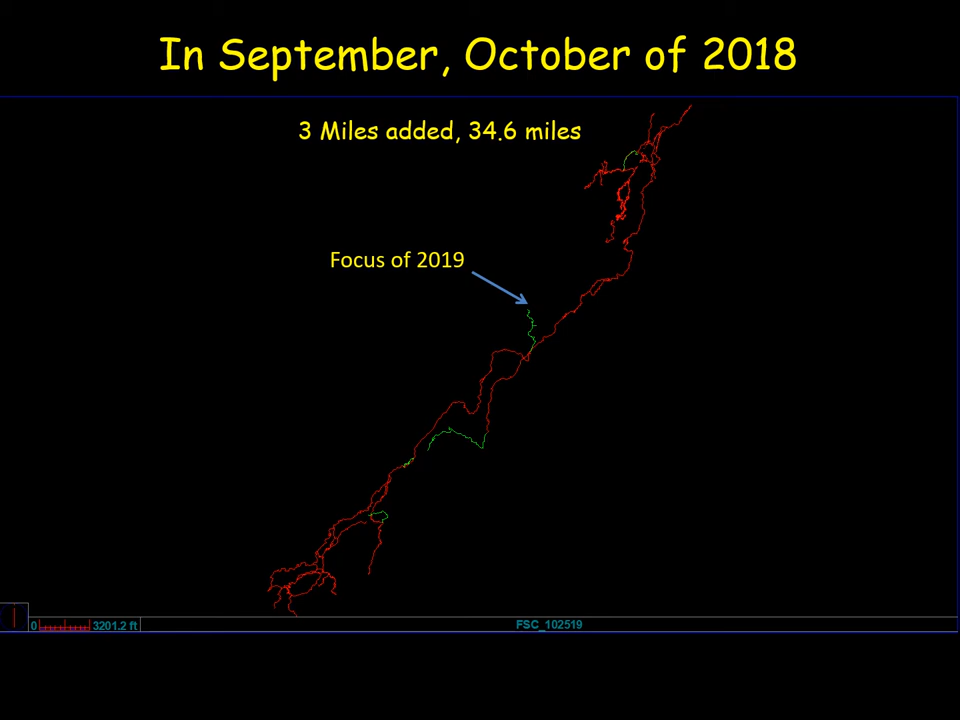 In September, October of 2018
3 Miles added, 34.6 miles
Focus of 2019
0 3201.2 ft FSC_102519